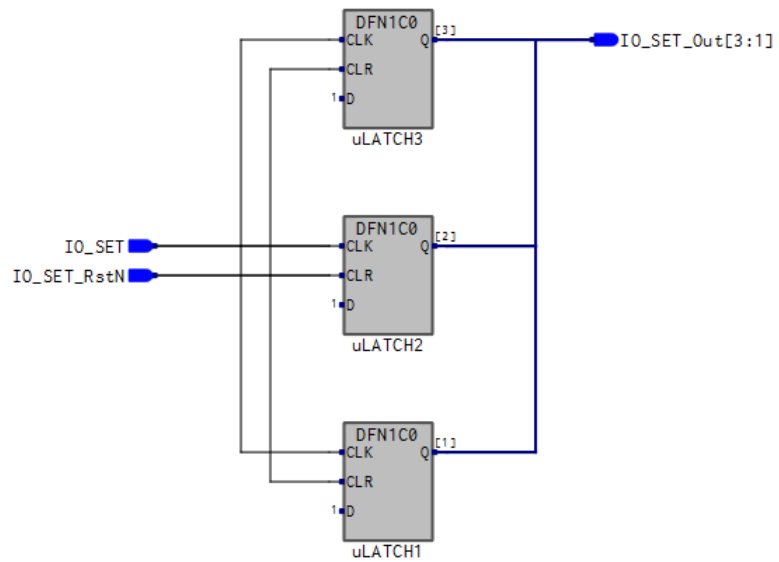 DFN1C0
[3]
CLK
Q
IO_SET_Out[3:1]
CLR
1
D
uLATCH3
DFN1C0
[2]
IO_SET
CLK
Q
IO_SET_RstN
CLR
1
D
uLATCH2
DFN1C0
[1]
CLK
Q
CLR
1
D
uLATCH1